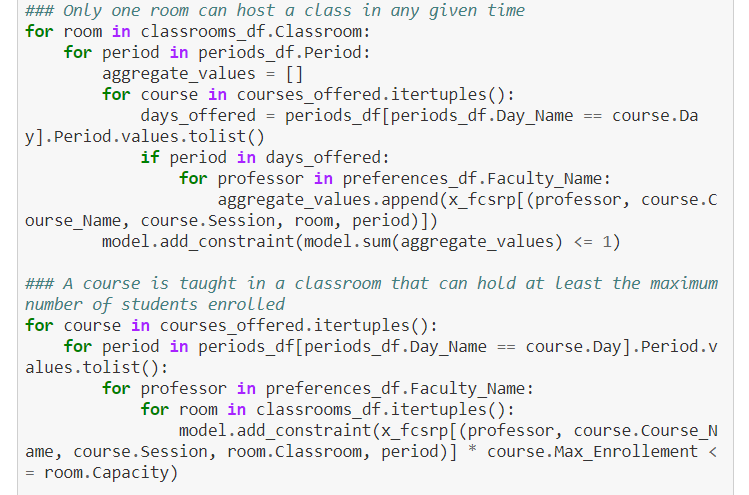 ### Only one room can host a class in any given time
for room in classrooms_df.Classroom:
    for period in periods_df.Period:
        aggregate_values = []
        for course in courses_offered.itertuples():
            days_offered = periods_df[periods_df.Day_Name == course.Da
y].Period.values.tolist()
            if period in days_offered:
                for professor in preferences_df.Faculty_Name:
                    aggregate_values.append(x_fcsrp[(professor, course.C
ourse_Name, course.Session, room, period)])
        model.add_constraint(model.sum(aggregate_values) <= 1)

### A course is taught in a classroom that can hold at least the maximum
number of students enrolled
for course in courses_offered.itertuples():
    for period in periods_df[periods_df.Day_Name == course.Day].Period.v
alues.tolist():
        for professor in preferences_df.Faculty_Name:
            for room in classrooms_df.itertuples():
                model.add_constraint(x_fcsrp[(professor, course.Course_N
ame, course.Session, room.Classroom, period)] * course.Max_Enrollement <
= room.Capacity)